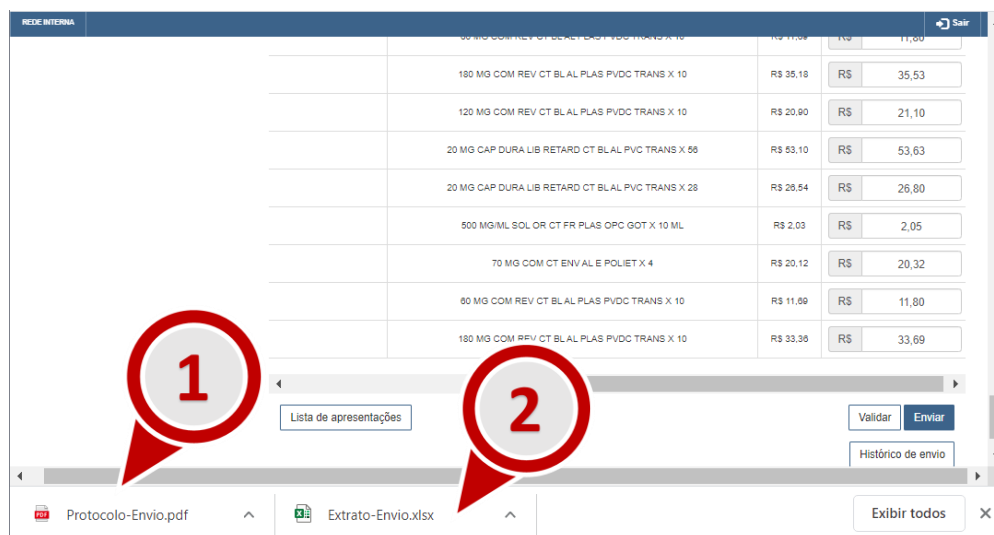 REDE INTERNA Sair
180 MG COM REV CT BL AL PLAS PVDC TRANS X 10 R$ 35,18 R$ 35,53
120 MG COM REV CT BL AL PLAS PVDC TRANS X 10 R$ 20,90 R$ 21,10
20 MG CAP DURA LIB RETARD CT BL AL PVC TRANS X 56 R$ 53,10 R$ 53,63
20 MG CAP DURA LIB RETARD CT BL AL PVC TRANS X 28 R$ 26,54 R$ 26,80
500 MG/ML SOL OR CT FR PLAS OPC GOT X 10 ML R$ 2,03 R$ 2,05
70 MG COM CT ENV AL E POLIET X 4 R$ 20,12 R$ 20,32
60 MG COM REV CT BL AL PLAS PVDC TRANS X 10 R$ 11,69 R$ 11,80
180 MG COM REV CT BL AL PLAS PVDC TRANS X 10 R$ 33,36 R$ 33,69
1
2
Lista de apresentações Validar Enviar
Histórico de envio
Protocolo-Envio.pdf Extrato-Envio.xlsx Exibir todos